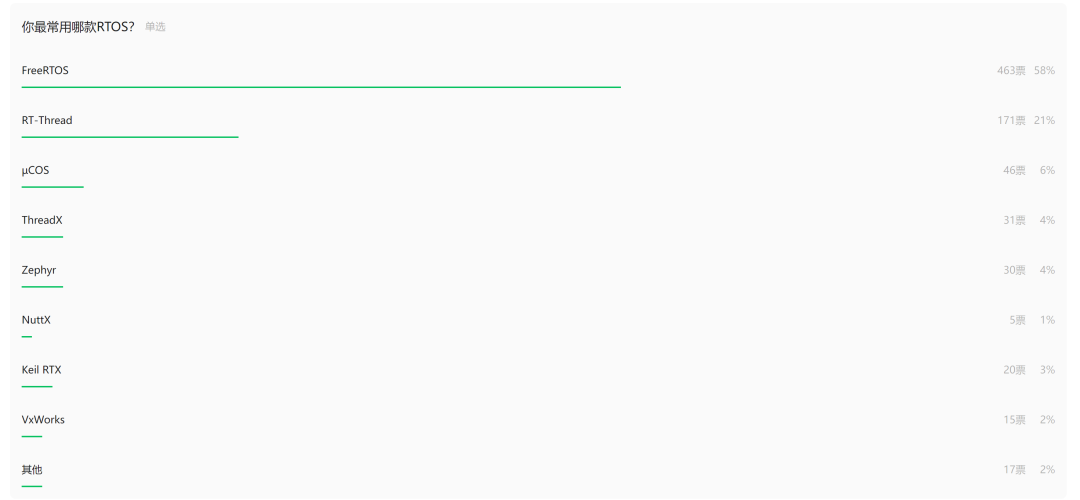 你最常用哪款RTOS? 单选
FreeRTOS 463票 58%
RT-Thread 171票 21%
μCOS 46票 6%
ThreadX 31票 4%
Zephyr 30票 4%
NuttX 5票 1%
Keil RTX 20票 3%
VxWorks 15票 2%
其他 17票 2%